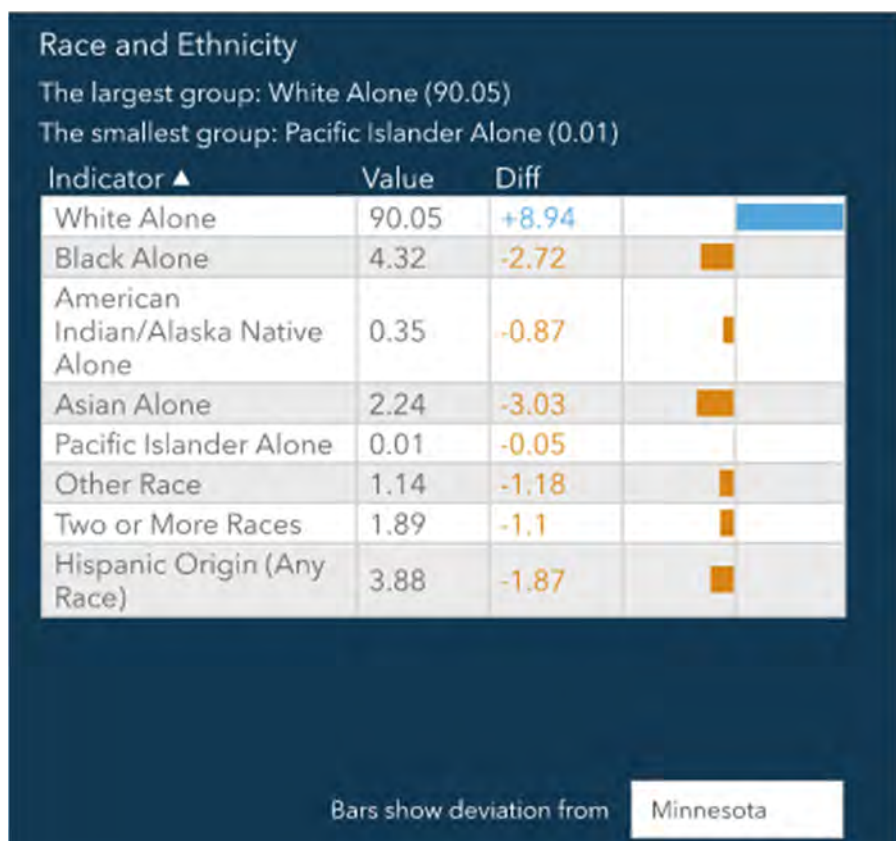 Race and Ethnicity
The largest group: White Alone (90.05)
The smallest group: Pacific Islander Alone (0.01)
Indicator ▲ Value Diff
White Alone 90.05 +8.94
Black Alone 4.32 -2.72
American
Indian/Alaska Native 0.35 -0.87
Alone
Asian Alone 2.24 -3.03
Pacific Islander Alone 0.01 -0.05
Other Race 1.14 -1.18
Two or More Races 1.89 -1.1
Hispanic Origin (Any
Race) 3.88 -1.87
Bars show deviation from Minnesota